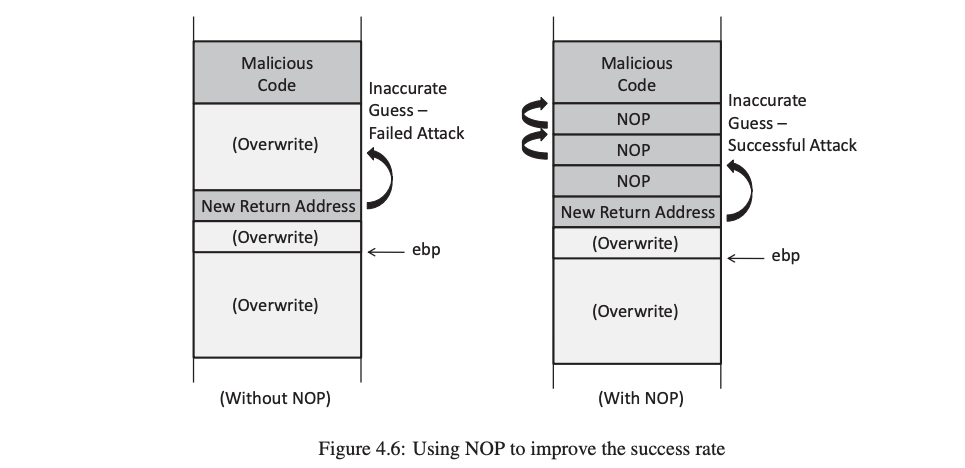 Malicious
Code
Inaccurate
Guess –
Failed Attack
(Overwrite)
New Return Address
(Overwrite)
ebp
(Overwrite)
(Without NOP)
Malicious
Code
NOP
NOP
NOP
Inaccurate
Guess –
Successful Attack
New Return Address
(Overwrite)
ebp
(Overwrite)
(With NOP)
Figure 4.6: Using NOP to improve the success rate